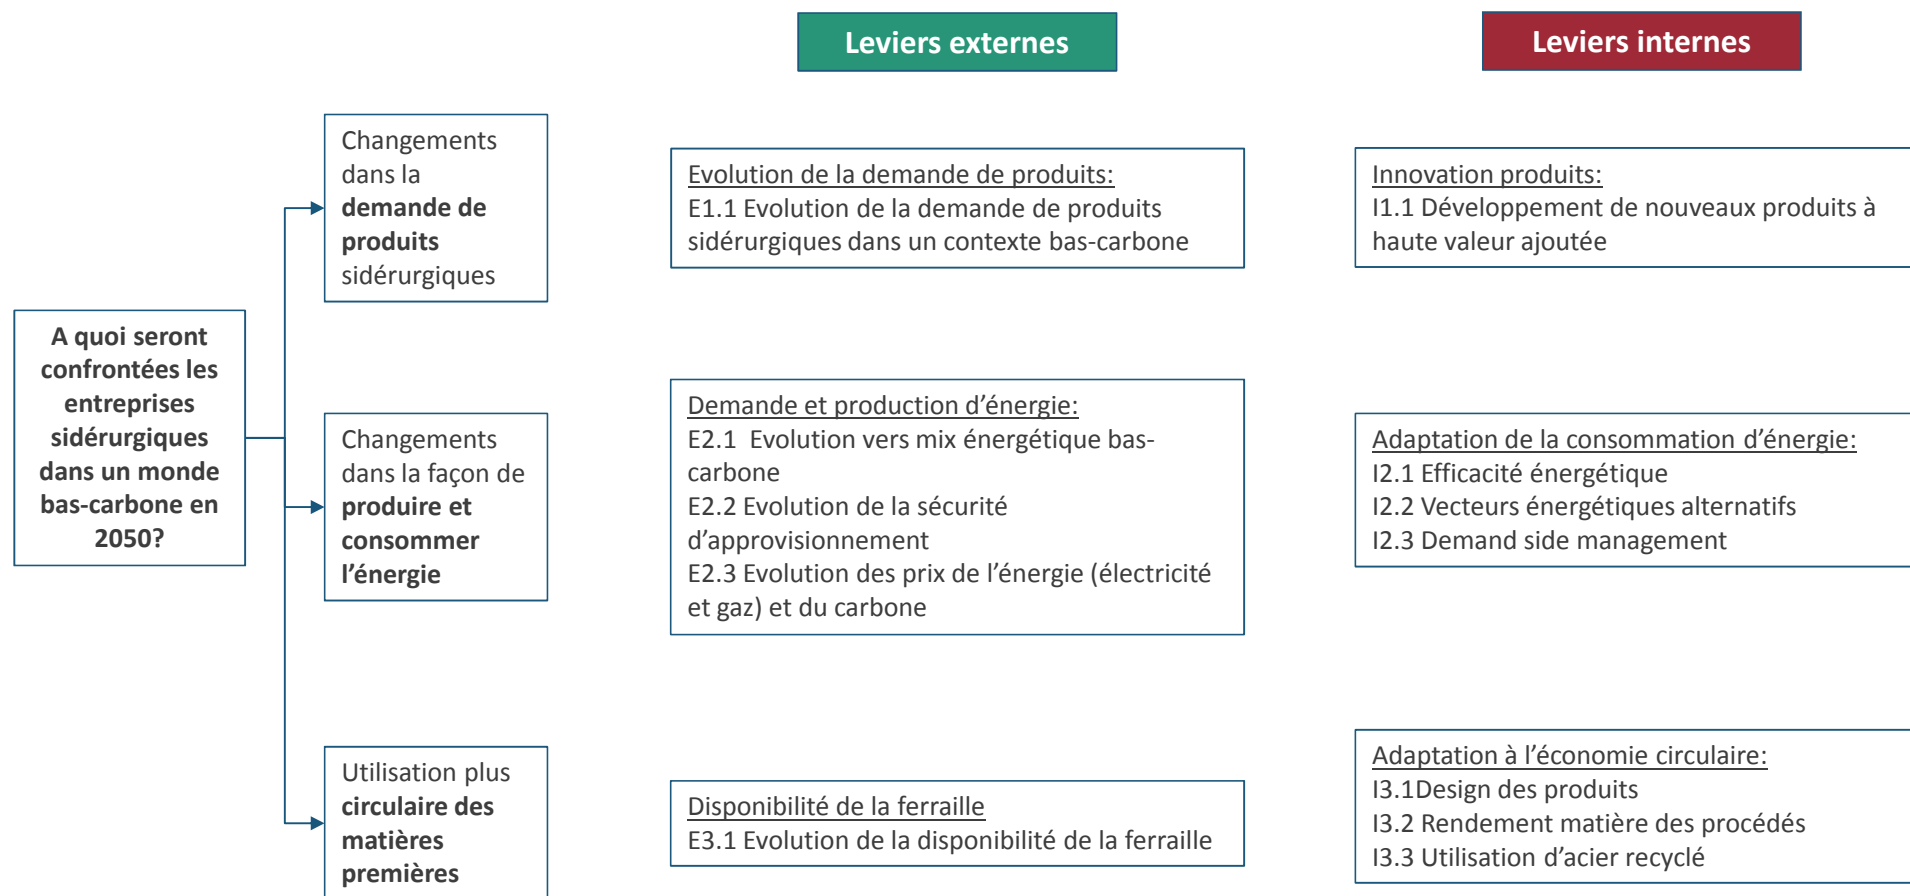 Leviers externes
Leviers internes
Changements
dans la
demande de
produits
sidérurgiques
Evolution de la demande de produits:
E1.1 Evolution de la demande de produits
sidérurgiques dans un contexte bas-carbone
Innovation produits:
I1.1 Développement de nouveaux produits à
haute valeur ajoutée
A quoi seront
confrontées les
entreprises
sidérurgiques
dans un monde
bas-carbone en
2050?
Changements
dans la façon de
produire et
consommer
l’énergie
Demande et production d’énergie:
E2.1 Evolution vers mix énergétique bas-
carbone
E2.2 Evolution de la sécurité
d'approvisionnement
E2.3 Evolution des prix de l’énergie (électricité
et gaz) et du carbone
Adaptation de la consommation d’énergie:
I2.1 Efficacité énergétique
I2.2 Vecteurs énergétiques alternatifs
I2.3 Demand side management
Utilisation plus
circulaire des
matières
premières
Disponibilité de la ferraille
E3.1 Evolution de la disponibilité de la ferraille
Adaptation à l’économie circulaire:
I3.1Design des produits
I3.2 Rendement matière des procédés
I3.3 Utilisation d’acier recyclé